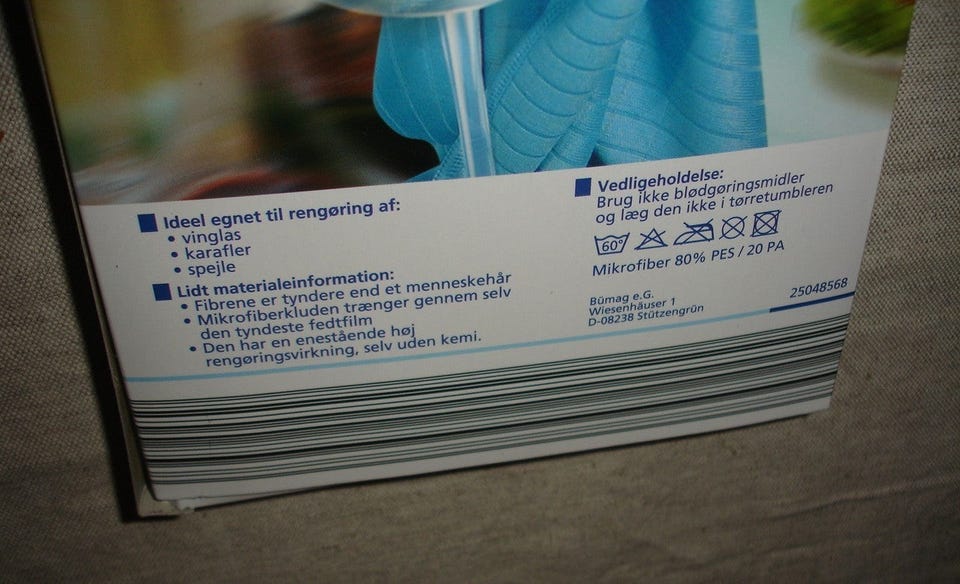 Ideel egnet til rengøring af:
• vinglas
• karafler
• spejle
Lidt materialeinformation:
• Fibrene er tyndere end et menneskehår
• Mikrofiberkluden trænger gennem selv
den tyndeste fedtfilm
• Den har en enestående høj
rengøringsvirkning, selv uden kemi.
Vedligeholdelse:
Brug ikke blødgøringsmidler
og læg den ikke i tørretumbleren
60°
Mikrofiber 80% PES / 20 PA
Bümag e.G.
Wiesenhäuser 1
D-08238 Stützengrün
25048568